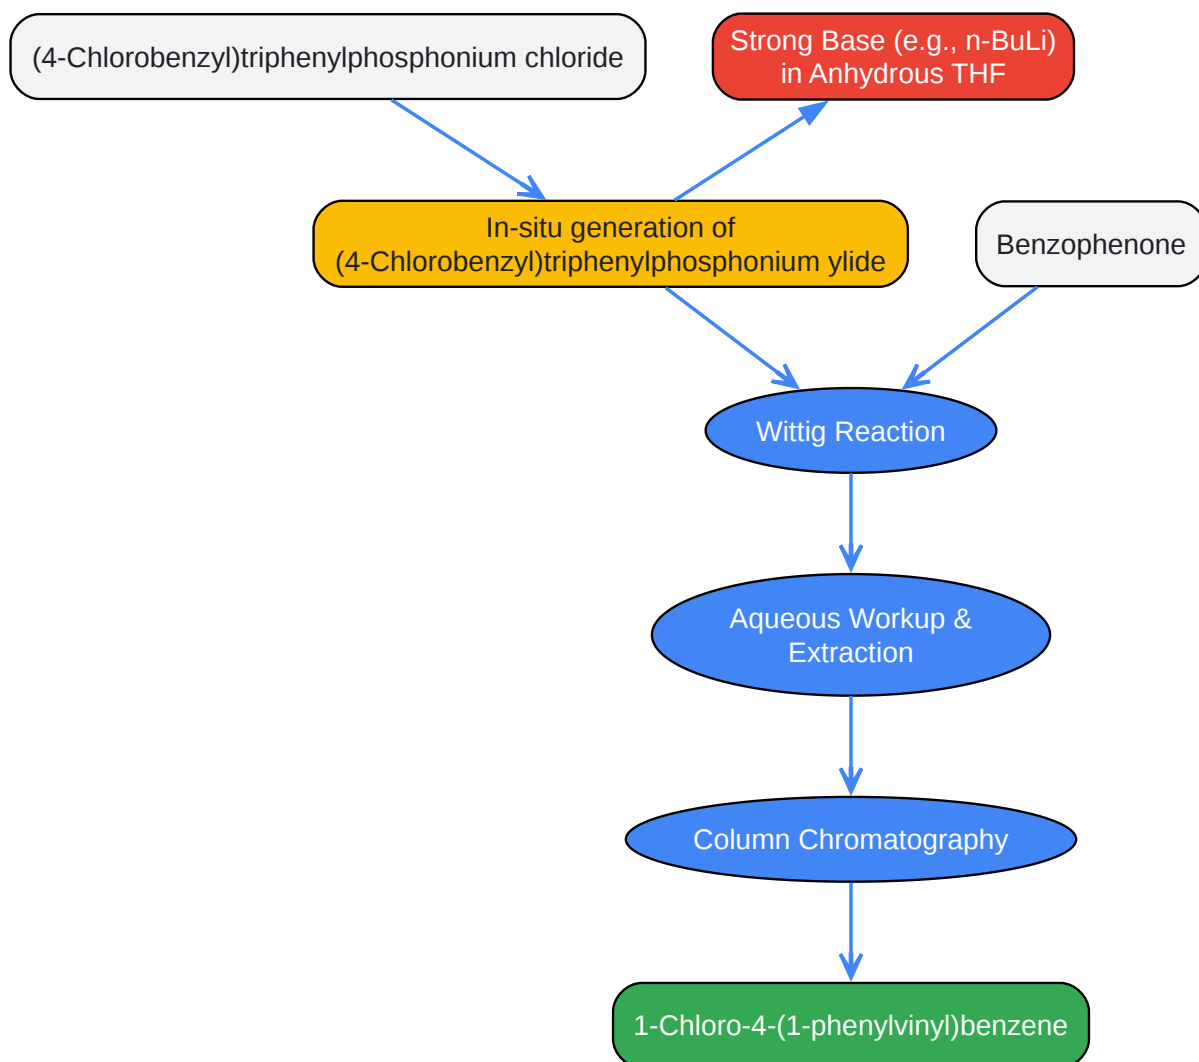 (4-Chlorobenzyl)triphenylphosphonium chloride
Strong Base (e.g., n-BuLi)
in Anhydrous THF
In-situ generation of
(4-Chlorobenzyl)triphenylphosphonium ylide
Benzophenone
Wittig Reaction
Aqueous Workup &
Extraction
Column Chromatography
1-Chloro-4-(1-phenylvinyl)benzene